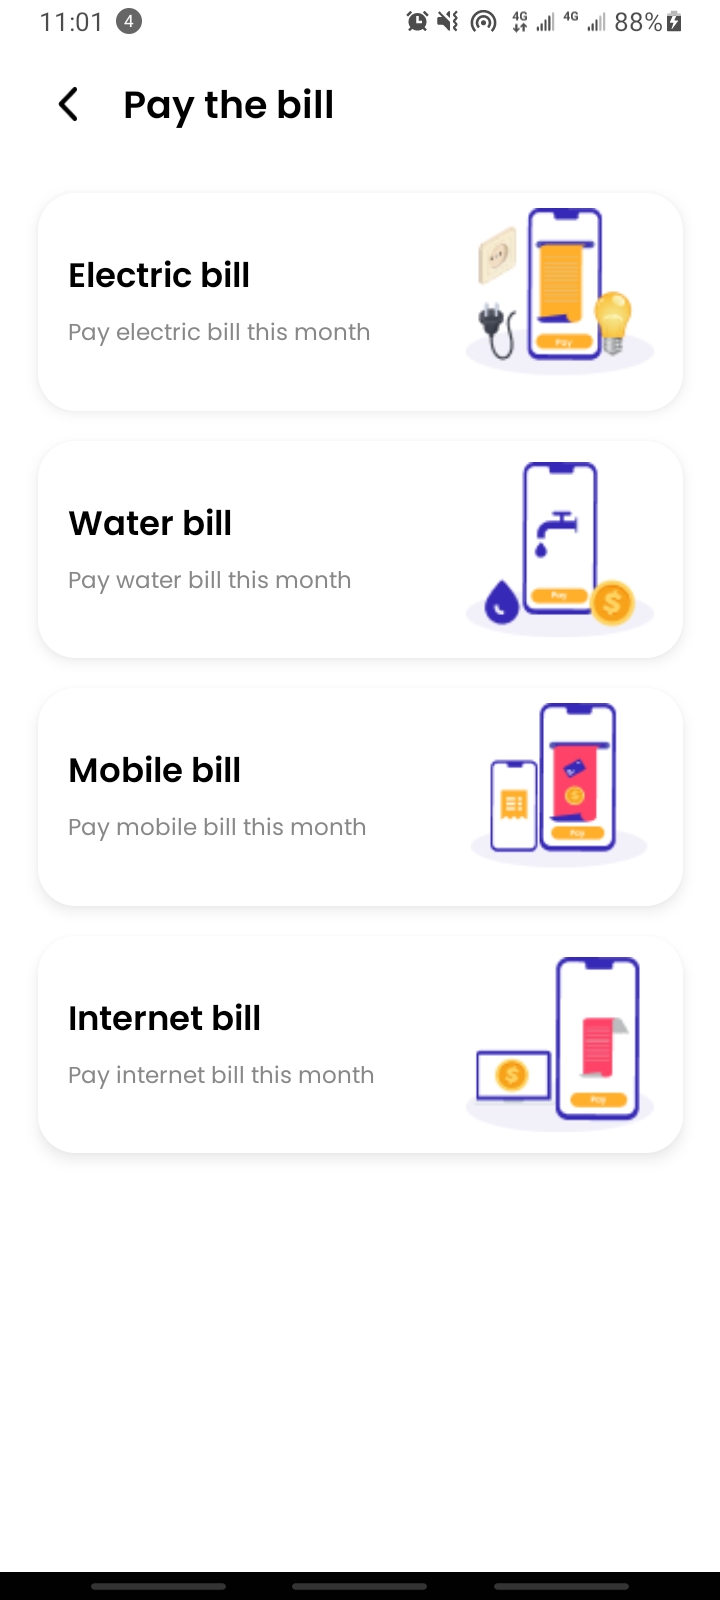 11:01 4 4G 4G 88%
Pay the bill
Electric bill
Pay electric bill this month
Pay
Water bill
Pay water bill this month
Pay
Mobile bill
Pay mobile bill this month
Pay
Internet bill
Pay internet bill this month
Pay